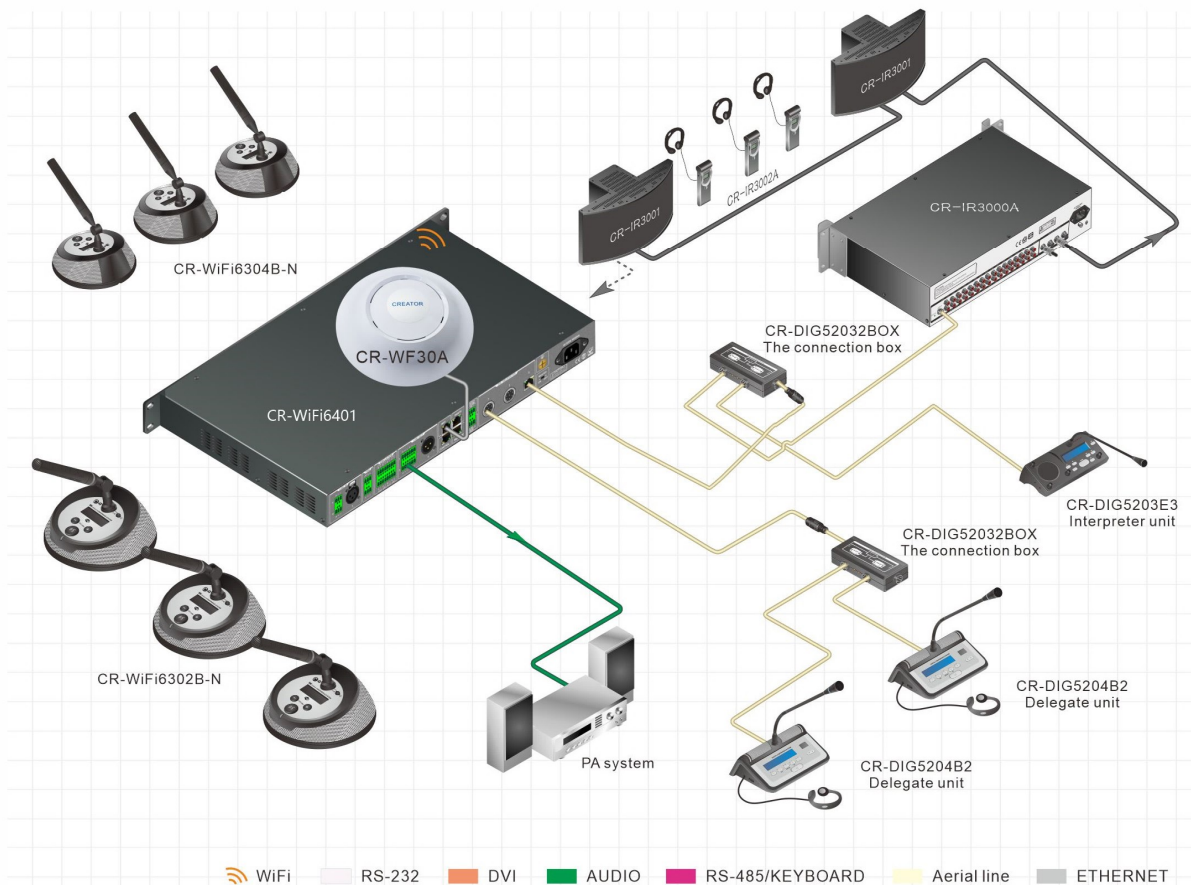 CR-IR3001
CR-IR3002A
CR-IR3001
CR-IR3000A
CR-WiFi6304B-N
CREATOR
CR-WF30A
CR-WiFi6401
CR-DIG52032BOX
The connection box
CR-DIG5203E3
Interpreter unit
CR-DIG52032BOX
The connection box
CR-WiFi6302B-N
PA system
CR-DIG5204B2
Delegate unit
CR-DIG5204B2
Delegate unit
WiFi RS-232 DVI AUDIO RS-485/KEYBOARD Aerial line ETHERNET